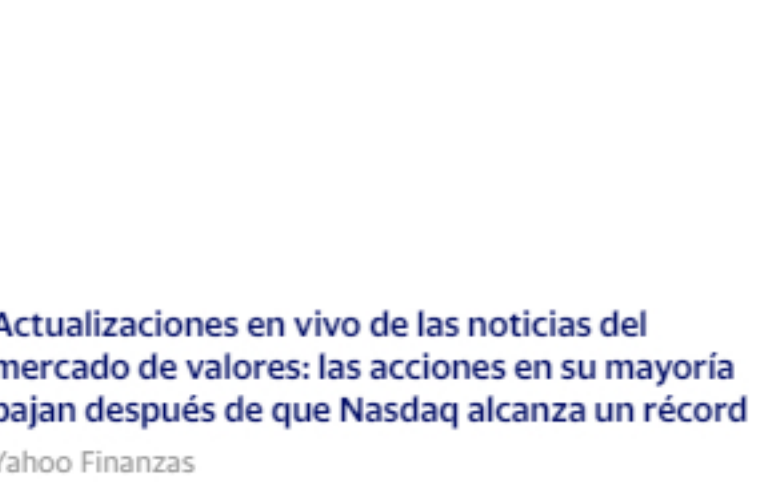 Actualizaciones en vivo de las noticias del
mercado de valores: las acciones en su mayoría
bajan después de que Nasdaq alcanza un récord
Yahoo Finanzas